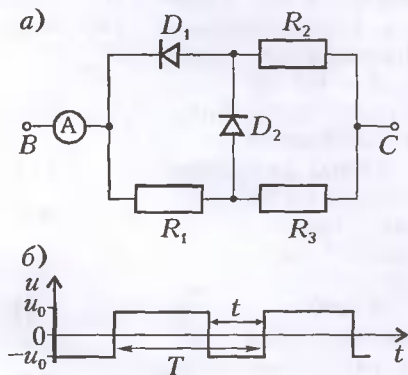 а)
D₁ R₂
B A D₂ C
R₁ R₃
б)
u
u₀
t
0
−u₀
T t